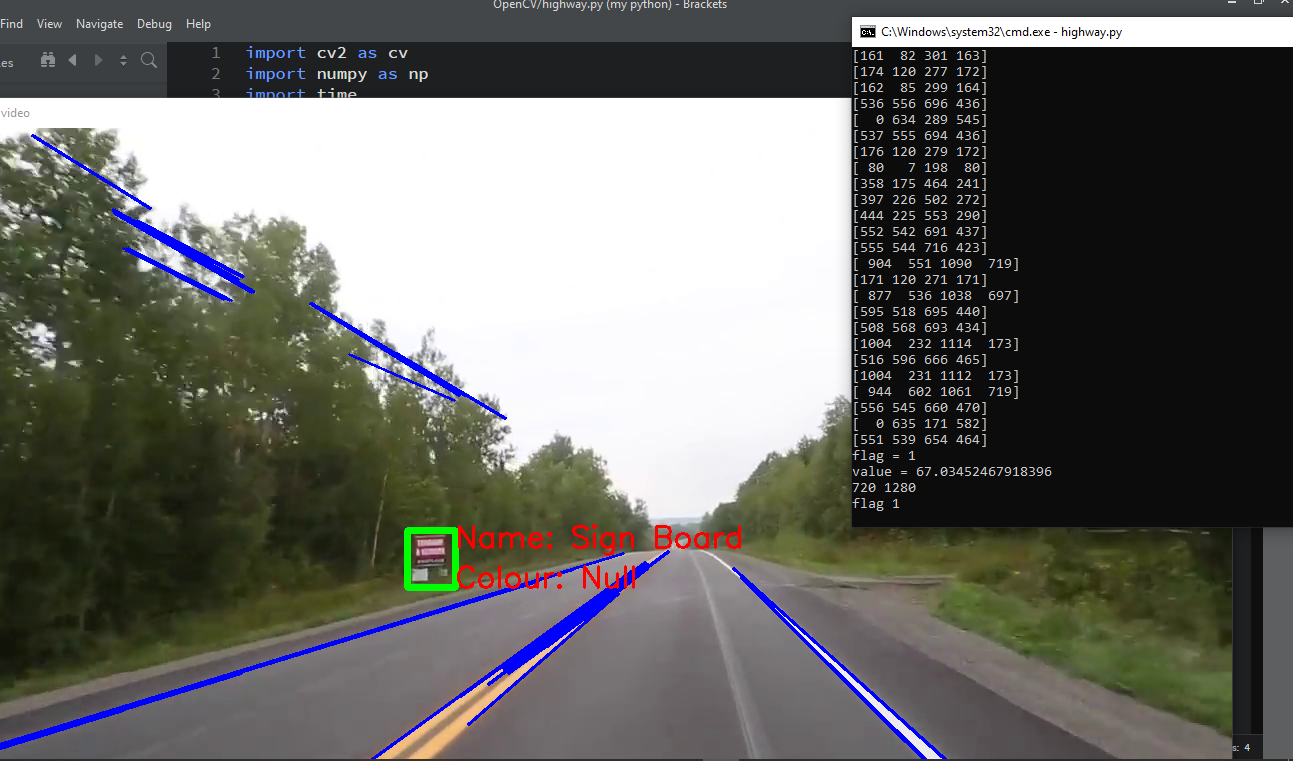 OpenCV/highway.py (my python) - Brackets
Find View Navigate Debug Help
es
1 import cv2 as cv
2 import numpy as np
3 import time
video
C:\Windows\system32\cmd.exe - highway.py
[161  82 301 163]
[174 120 277 172]
[162  85 299 164]
[536 556 696 436]
[  0 634 289 545]
[537 555 694 436]
[176 120 279 172]
[ 80   7 198  80]
[358 175 464 241]
[397 226 502 272]
[444 225 553 290]
[552 542 691 437]
[555 544 716 423]
[ 904  551 1090  719]
[171 120 271 171]
[ 877  536 1038  697]
[595 518 695 440]
[508 568 693 434]
[1004  232 1114  173]
[516 596 666 465]
[1004  231 1112  173]
[ 944  602 1061  719]
[556 545 660 470]
[  0 635 171 582]
[551 539 654 464]
flag = 1
value = 67.03452467918396
720 1280
flag 1
Name: Sign Board
Colour: Null
s: 4